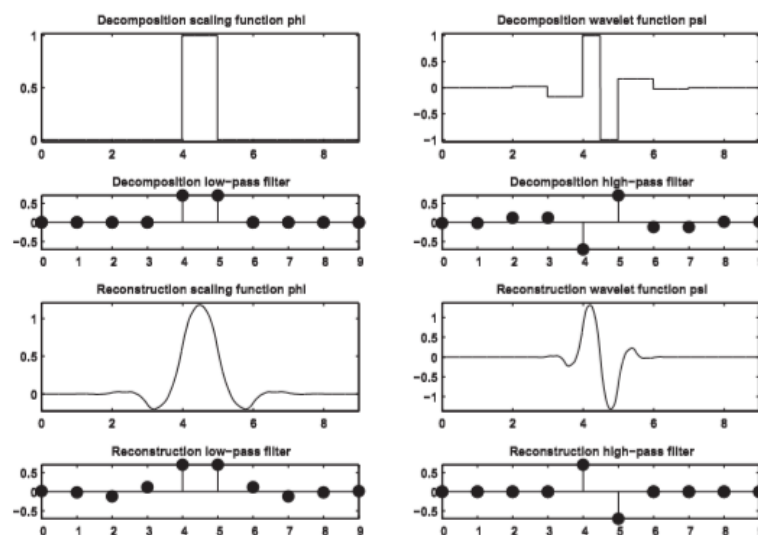 Decomposition scaling function phi
1
0.5
0
0 2 4 6 8
Decomposition wavelet function psi
1
0.5
0
−0.5
−1
0 2 4 6 8
Decomposition low−pass filter
0.5
0
−0.5
0 1 2 3 4 5 6 7 8 9
Decomposition high−pass filter
0.5
0
−0.5
0 1 2 3 4 5 6 7 8 9
Reconstruction scaling function phi
1
0.5
0
0 2 4 6 8
Reconstruction wavelet function psi
1
0.5
0
−0.5
−1
0 2 4 6 8
Reconstruction low−pass filter
0.5
0
−0.5
0 1 2 3 4 5 6 7 8 9
Reconstruction high−pass filter
0.5
0
−0.5
0 1 2 3 4 5 6 7 8 9